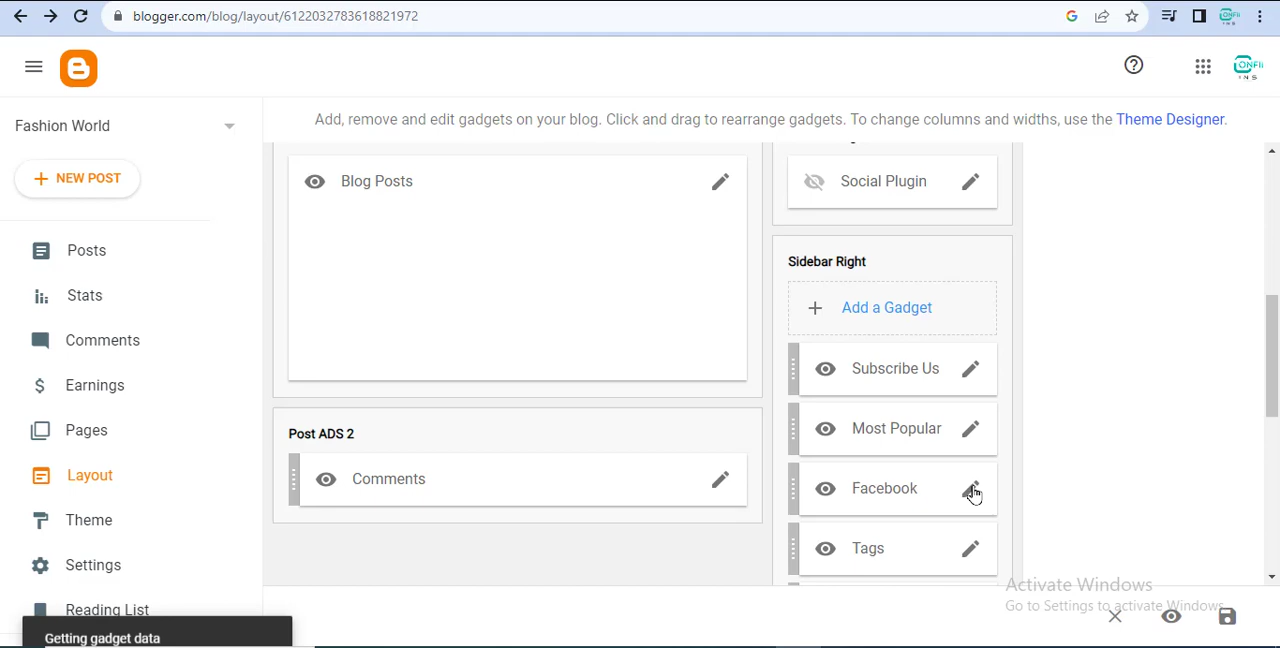 blogger.com/blog/layout/6122032783618821972
Fashion World
Add, remove and edit gadgets on your blog. Click and drag to rearrange gadgets. To change columns and widths, use the Theme Designer.
NEW POST
Posts
Stats
Comments
Earnings
Pages
Layout
Theme
Settings
Reading List
Getting gadget data
Blog Posts
Post ADS 2
Comments
Social Plugin
Sidebar Right
Add a Gadget
Subscribe Us
Most Popular
Facebook
Tags
Activate Windows
Go to Settings to activate Windows.